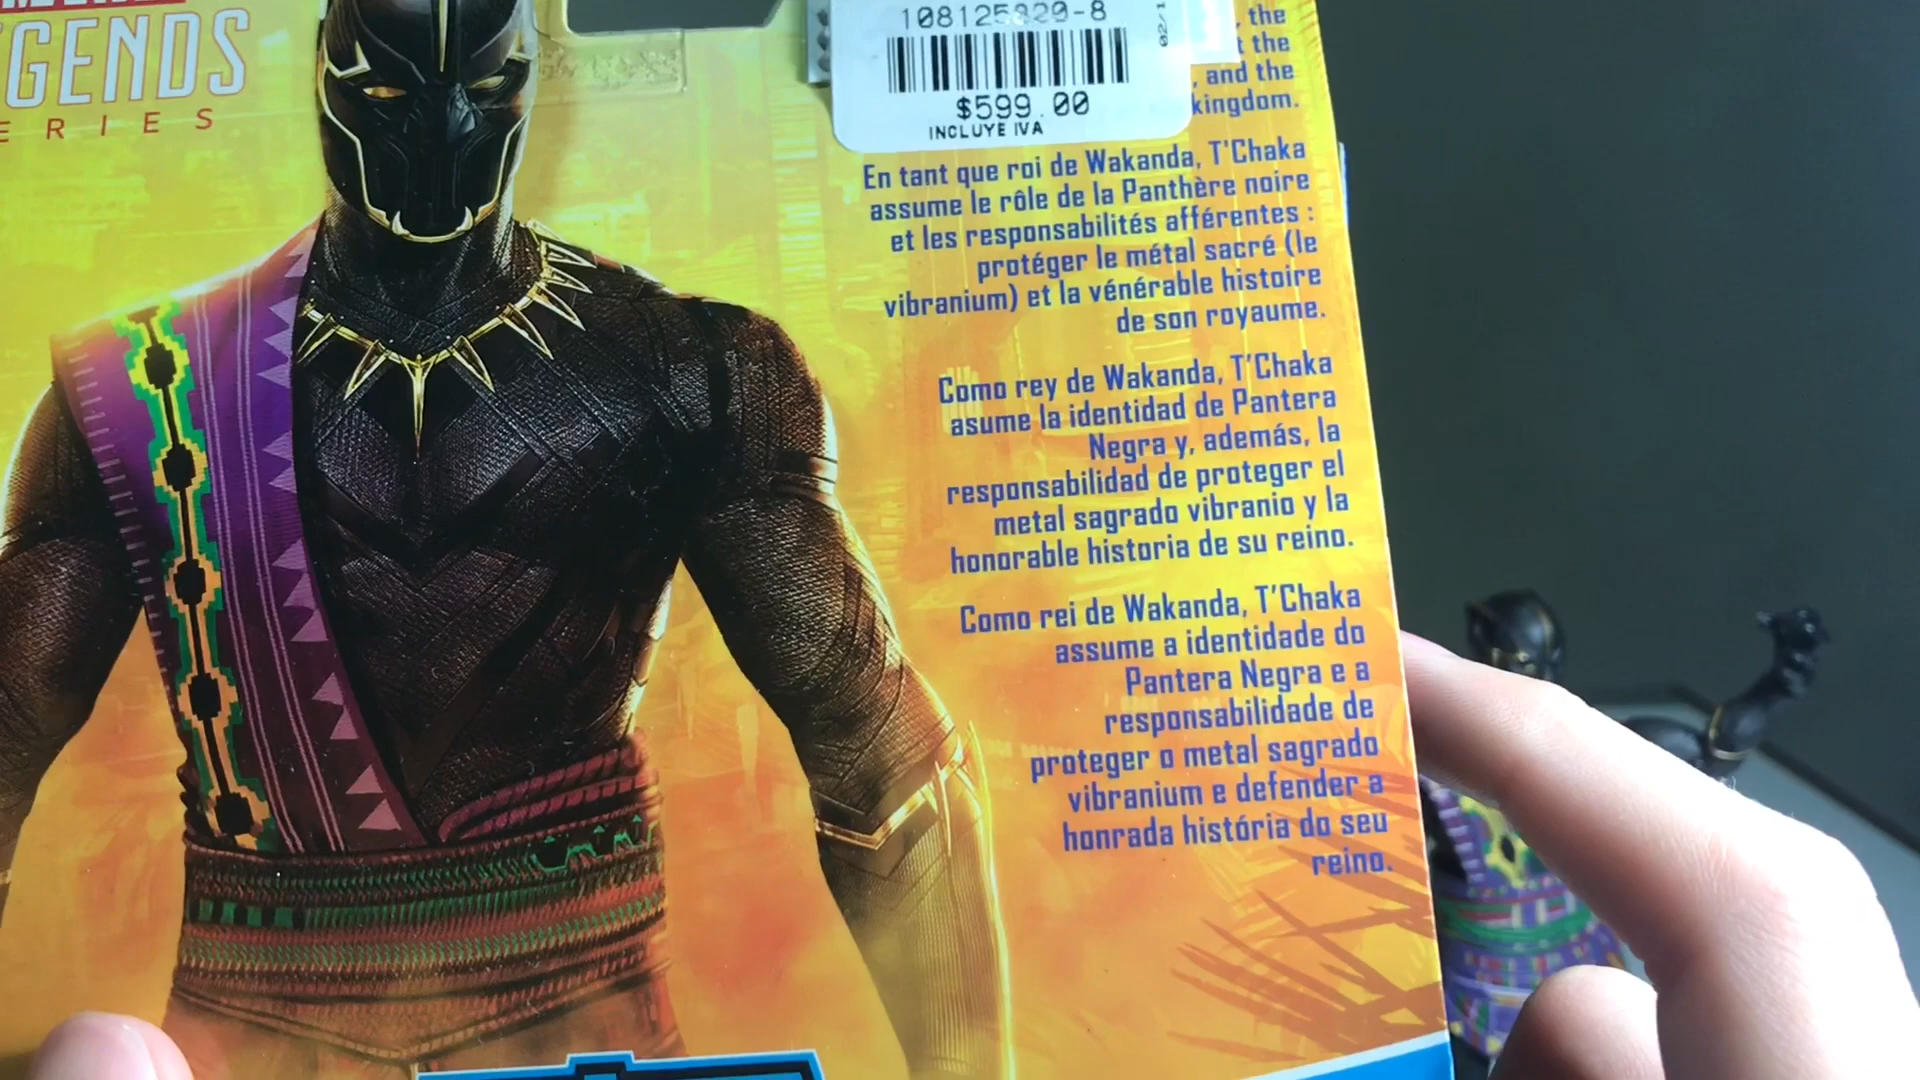 GENDS
ERIES
108125820-8
$599.00
INCLUYE IVA
, the
the
, and the
kingdom.
En tant que roi de Wakanda, T'Chaka
assume le rôle de la Panthère noire
et les responsabilités afférentes :
protéger le métal sacré (le
vibranium) et la vénérable histoire
de son royaume.
Como rey de Wakanda, T'Chaka
asume la identidad de Pantera
Negra y, además, la
responsabilidad de proteger el
metal sagrado vibranio y la
honorable historia de su reino.
Como rei de Wakanda, T'Chaka
assume a identidade do
Pantera Negra e a
responsabilidade de
proteger o metal sagrado
vibranium e defender a
honrada história do seu
reino.